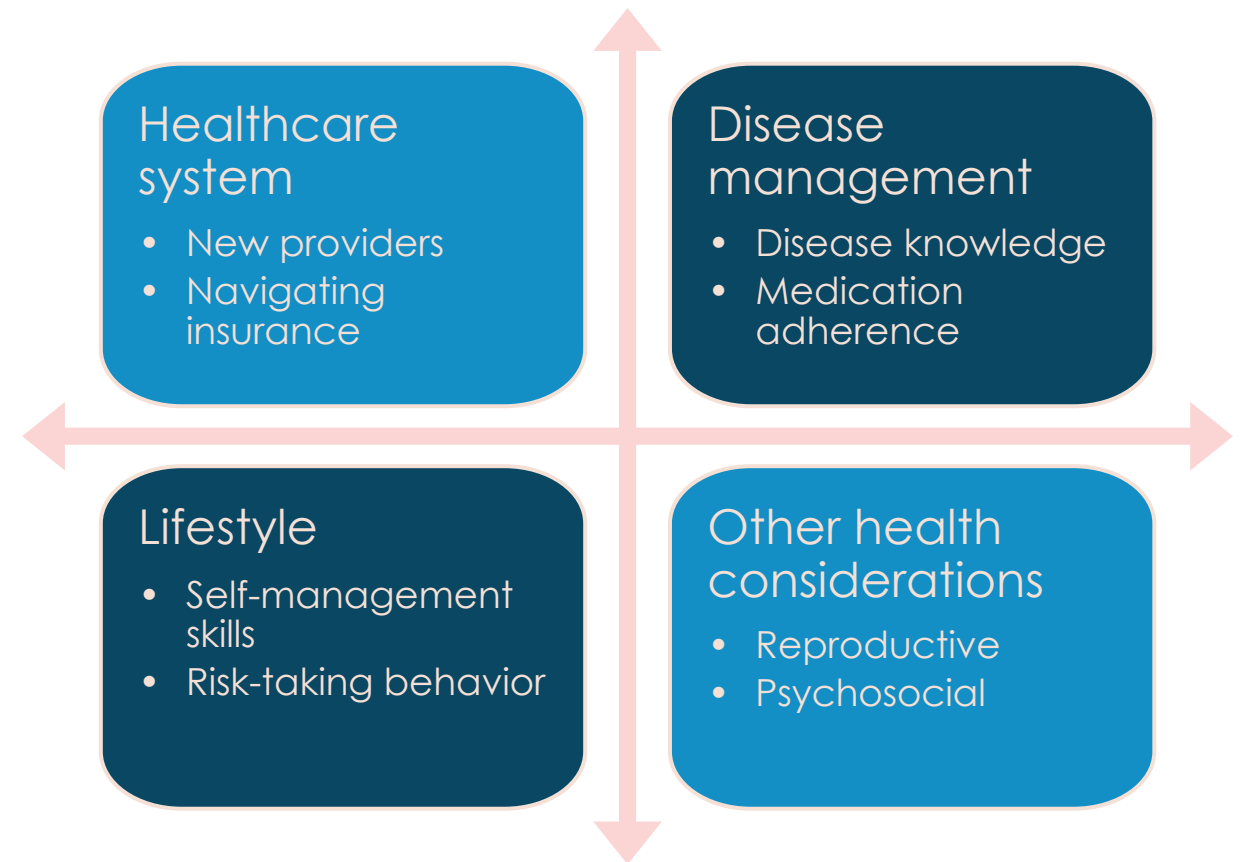 Healthcare
system
• New providers
• Navigating
insurance
Disease
management
• Disease knowledge
• Medication
adherence
Lifestyle
• Self-management
skills
• Risk-taking behavior
Other health
considerations
• Reproductive
• Psychosocial